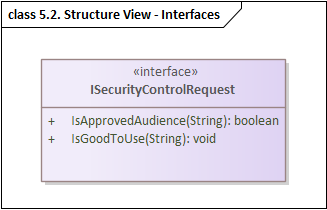 class 5.2. Structure View - Interfaces
«interface»
ISecurityControlRequest
+ IsApprovedAudience(String): boolean
+ IsGoodToUse(String): void